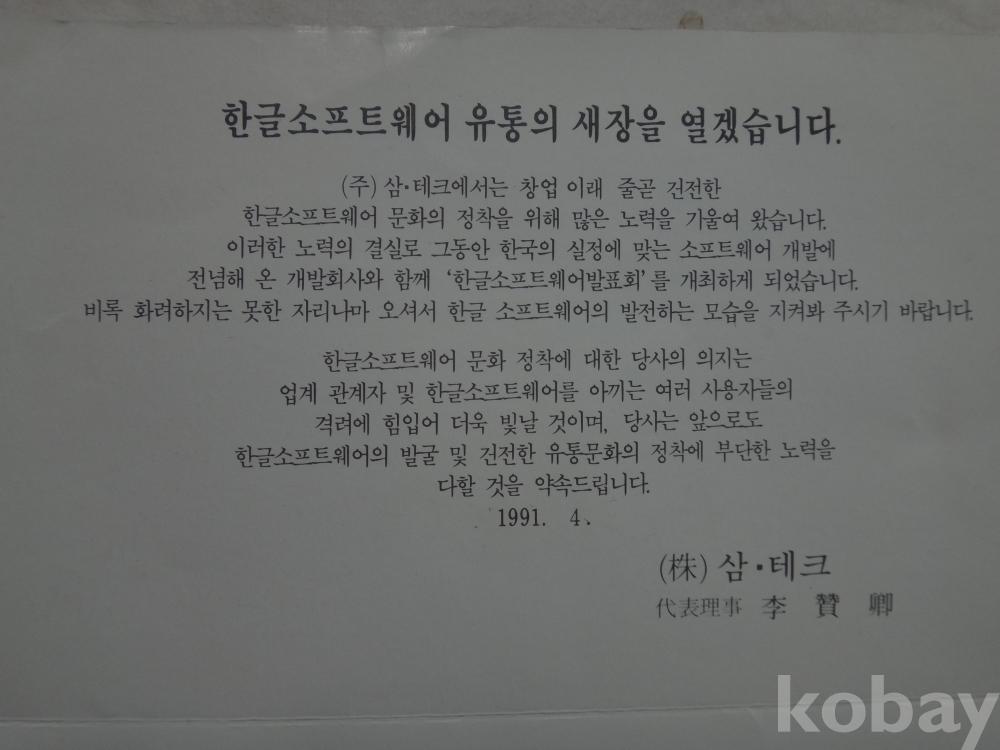 한글소프트웨어 유통의 새장을 열겠습니다.
(주) 삼·테크에서는 창업 이래 줄곧 건전한
한글소프트웨어 문화의 정착을 위해 많은 노력을 기울여 왔습니다.
이러한 노력의 결실로 그동안 한국의 실정에 맞는 소프트웨어 개발에
전념해 온 개발회사와 함께 ‘한글소프트웨어발표회’를 개최하게 되었습니다.
비록 화려하지는 못한 자리나마 오셔서 한글 소프트웨어의 발전하는 모습을 지켜봐 주시기 바랍니다.
한글소프트웨어 문화 정착에 대한 당사의 의지는
업계 관계자 및 한글소프트웨어를 아끼는 여러 사용자들의
격려에 힘입어 더욱 빛날 것이며, 당사는 앞으로도
한글소프트웨어의 발굴 및 건전한 유통문화의 정착에 부단한 노력을
다할 것을 약속드립니다.
1991. 4.
(株) 삼·테크
代表理事 李 贊 卿
kobay